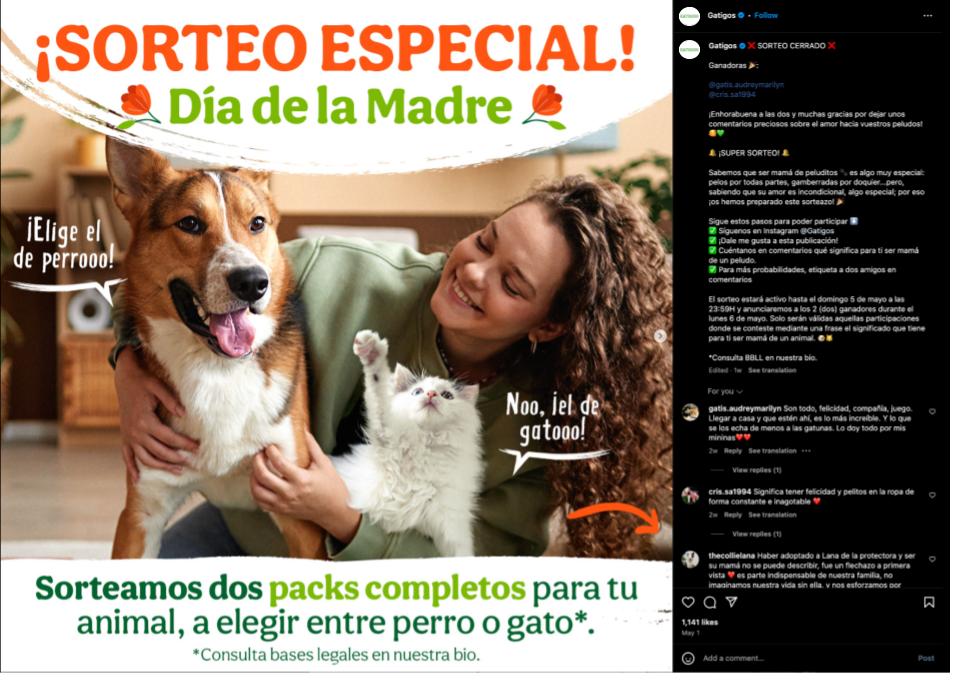 ¡SORTEO ESPECIAL!
Día de la Madre
¡Elige el
de perrooo!
Noo, ¡el de
gatooo!
Sorteamos dos packs completos para tu
animal, a elegir entre perro o gato*.
*Consulta bases legales en nuestra bio.
Gatigos • Follow
Gatigos ❌ SORTEO CERRADO ❌
Ganadoras 🎉:
@gatis.audreymarilyn
@cris.sa1994
¡Enhorabuena a las dos y muchas gracias por dejar unos
comentarios preciosos sobre el amor hacia vuestros peludos!
🥰💚
🔔 ¡SUPER SORTEO! 🔔
Sabemos que ser mamá de peluditos 🐾 es algo muy especial:
pelos por todas partes, gamberradas por doquier...pero,
sabiendo que su amor es incondicional, algo especial; por eso
¡os hemos preparado este sorteazo! 🎉
Sigue estos pasos para poder participar ⬇️
✅ Síguenos en Instagram @Gatigos
✅ ¡Dale me gusta a esta publicación!
✅ Cuéntanos en comentarios qué significa para ti ser mamá
de un peludo.
✅ Para más probabilidades, etiqueta a dos amigos en
comentarios
El sorteo estará activo hasta el domingo 5 de mayo a las
23:59H y anunciaremos a los 2 (dos) ganadores durante el
lunes 6 de mayo. Solo serán válidas aquellas participaciones
donde se conteste mediante una frase el significado que tiene
para ti ser mamá de un animal. 🐶🐱
*Consulta BBLL en nuestra bio.
Edited · 1w See translation
For you
gatis.audreymarilyn Son todo, felicidad, compañía, juego.
Llegar a casa y que estén ahí, es lo más increíble. Y lo que
se los echa de menos a las gatunas. Lo doy todo por mis
mininas❤️❤️
2w Reply See translation •••
View replies (1)
cris.sa1994 Significa tener felicidad y pelitos en la ropa de
forma constante e inagotable ❤️
2w Reply See translation
View replies (1)
thecollielana Haber adoptado a Lana de la protectora y ser
su mamá no se puede describir, fue un flechazo a primera
vista ❤️ es parte indispensable de nuestra familia, no
imaginamos nuestra vida sin ella, y nos esforzamos por
1,141 likes
May 1
Add a comment...
Post